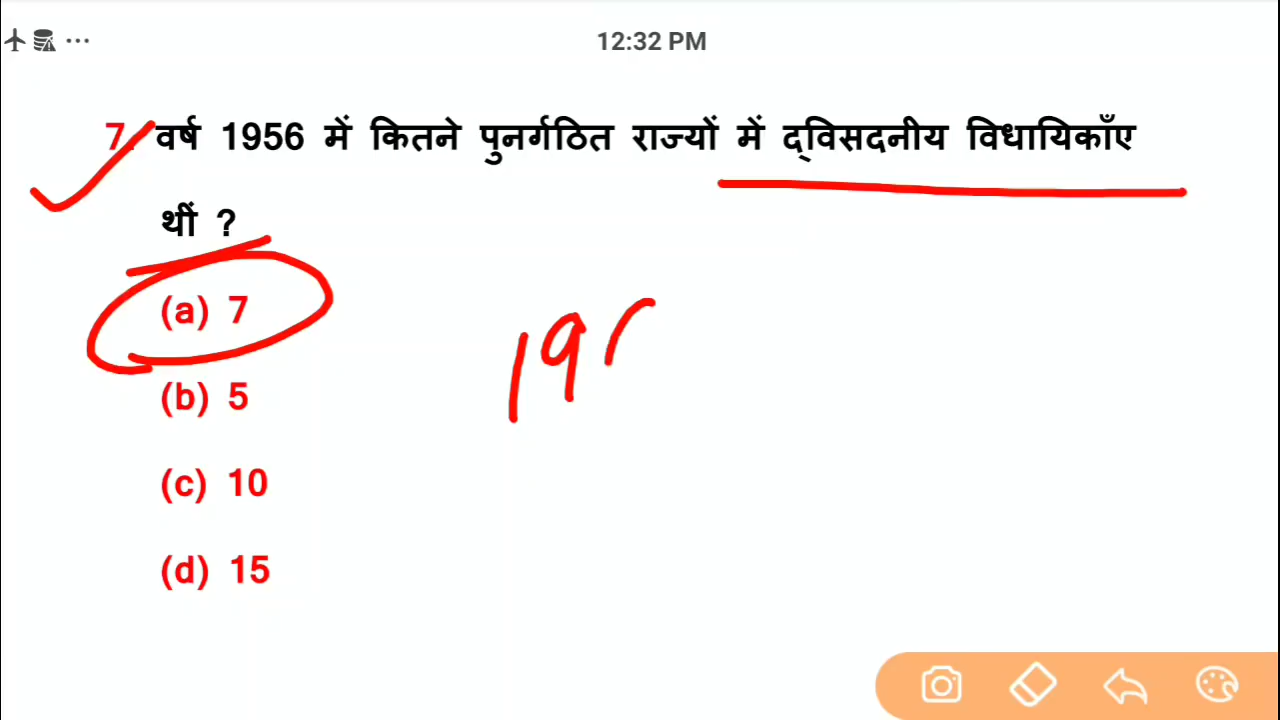 12:32 PM
7. वर्ष 1956 में कितने पुनर्गठित राज्यों में द्विसदनीय विधायिकाँए
थीं ?
(a) 7
(b) 5
(c) 10
(d) 15